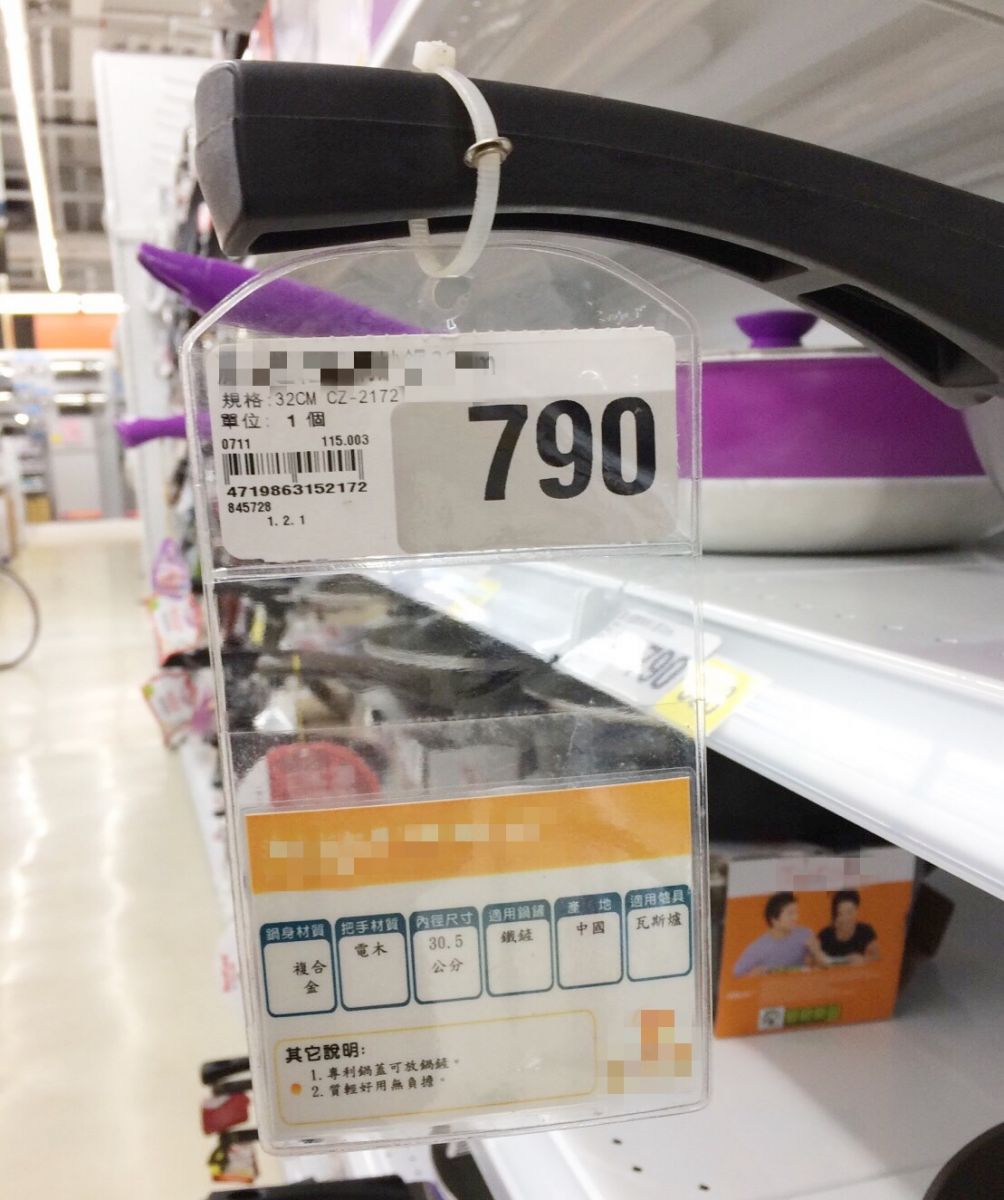 規格:32CM CZ-2172
單位: 1 個
0711 115.003
790
4719863152172
845728
1. 2. 1
790
鍋身材質 把手材質 內徑尺寸 適用鍋鏟 產 地 適用爐具
複合金 電木 30.5公分 鐵鏟 中國 瓦斯爐
其它說明:
1. 專利鍋蓋可放鍋鏟。
2. 質輕好用無負擔。